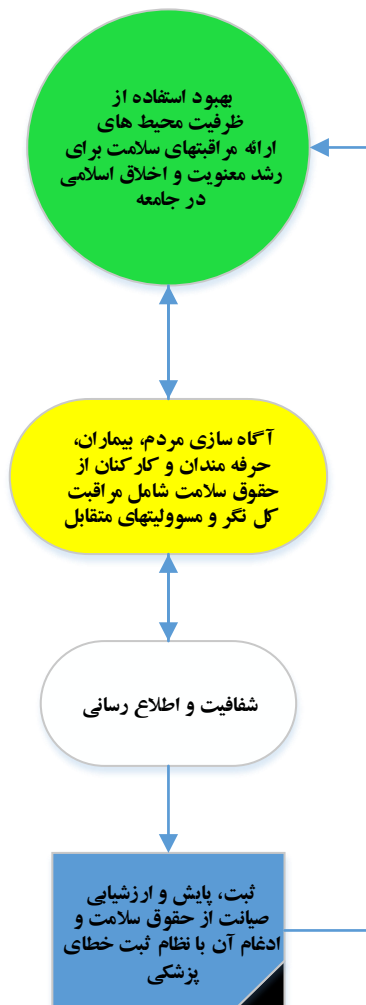 بهبود استفاده از
ظرفیت محیط های
ارائه مراقبتهای سلامت برای
رشد معنویت و اخلاق اسلامی
در جامعه
آگاه سازی مردم، بیماران،
حرفه مندان و کارکنان از
حقوق سلامت شامل مراقبت
کل نگر و مسوولیتهای متقابل
شفافیت و اطلاع رسانی
ثبت، پایش و ارزشیابی
صیانت از حقوق سلامت و
ادغام آن با نظام ثبت خطای
پزشکی